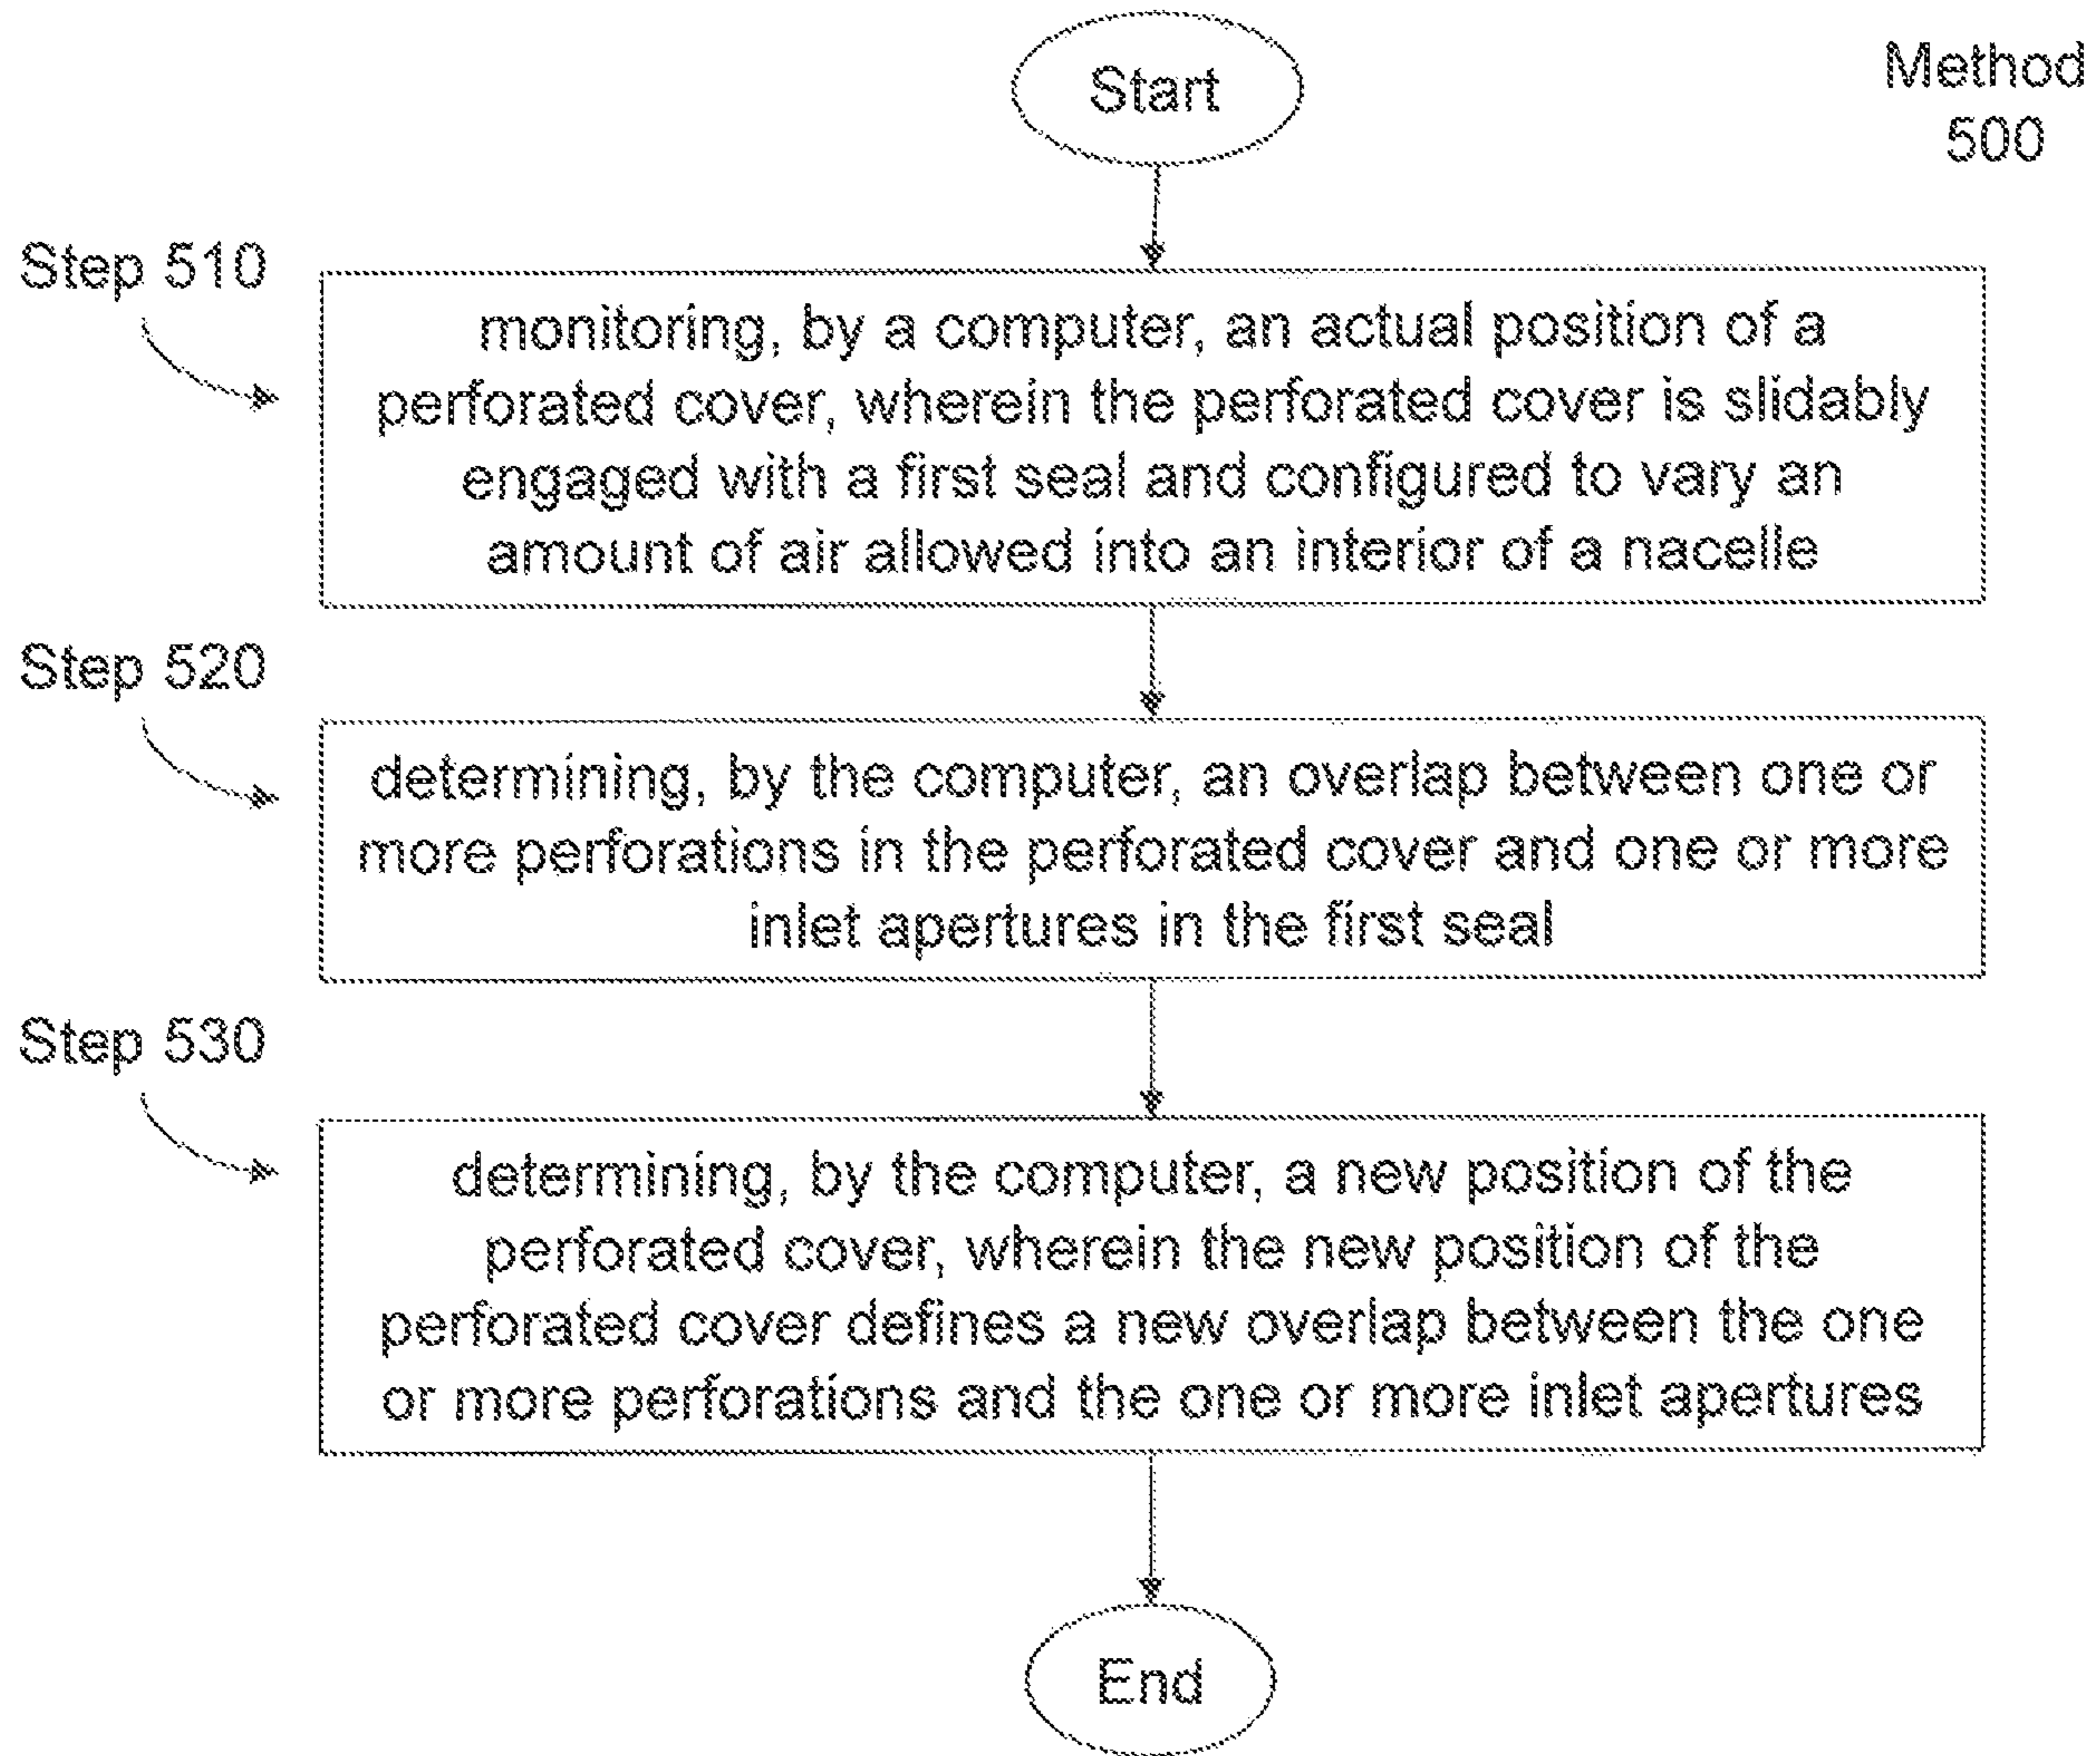 Start
Method
500
Step 510
monitoring, by a computer, an actual position of a
perforated cover, wherein the perforated cover is slidably
engaged with a first seal and configured to vary an
amount of air allowed into an interior of a nacelle
Step 520
determining, by the computer, an overlap between one or
more perforations in the perforated cover and one or more
inlet apertures in the first seal
Step 530
determining, by the computer, a new position of the
perforated cover, wherein the new position of the
perforated cover defines a new overlap between the one
or more perforations and the one or more inlet apertures
End